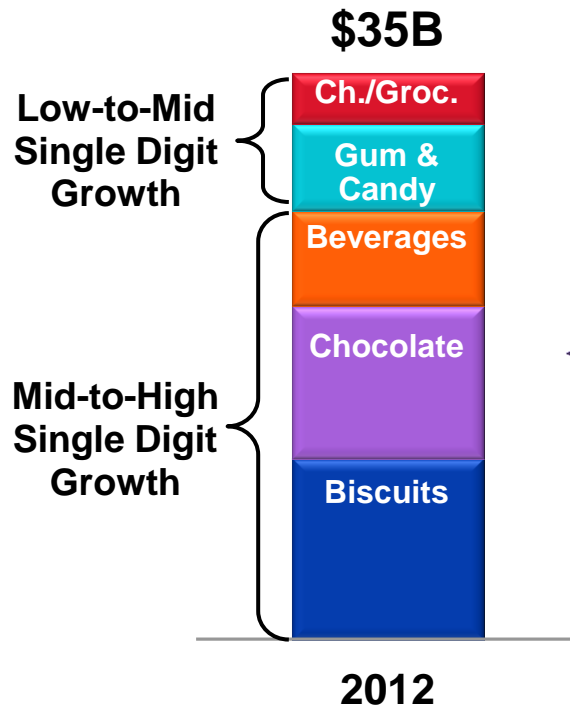 $35B
Low-to-Mid
Single Digit
Growth
Ch./Groc.
Gum &
Candy
Beverages
Chocolate
Mid-to-High
Single Digit
Growth
Biscuits
2012